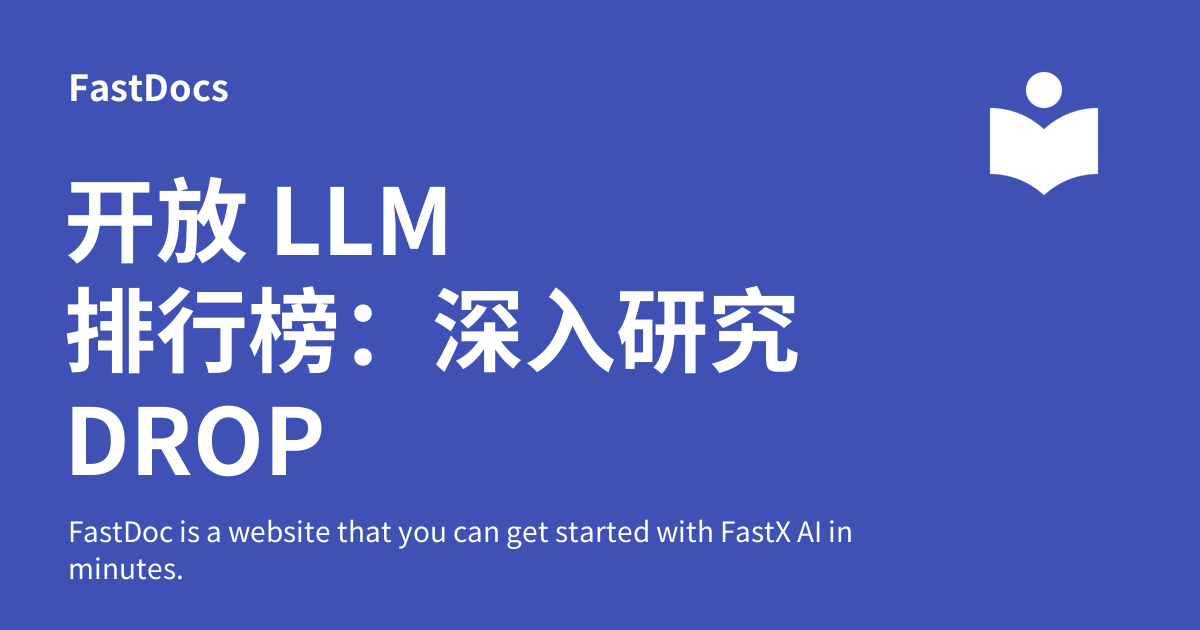 FastDocs
开放 LLM
排行榜：深入研究
DROP
FastDoc is a website that you can get started with FastX AI in
minutes.